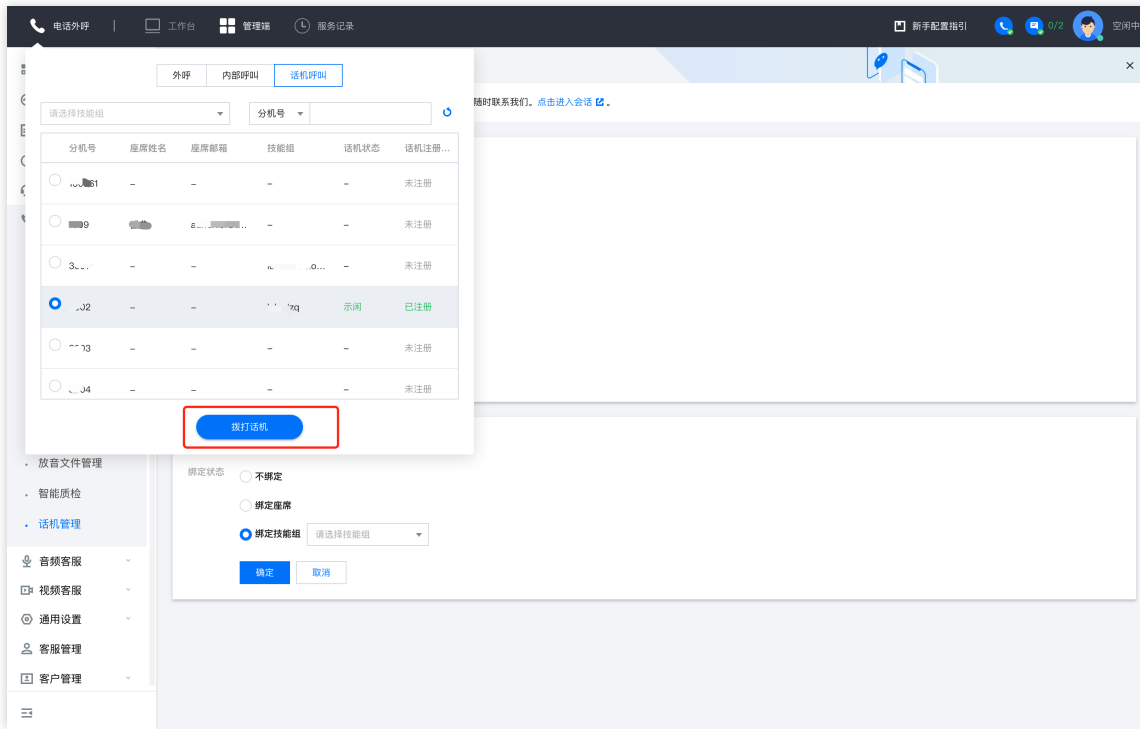 电话外呼 | 工作台 管理端 服务记录 新手配置指引 0/2 空闲中
外呼 内部呼叫 话机呼叫
随时联系我们。点击进入会话 。
请选择技能组 分机号
分机号 座席姓名 座席邮箱 技能组 话机状态 话机注册...
– – – – 未注册
– – 未注册
– – – 未注册
– – 示闲 已注册
– – – – 未注册
– – – – 未注册
拨打话机
放音文件管理
绑定状态 不绑定
智能质检
绑定座席
话机管理
绑定技能组 请选择技能组
音频客服
确定 取消
视频客服
通用设置
客服管理
客户管理